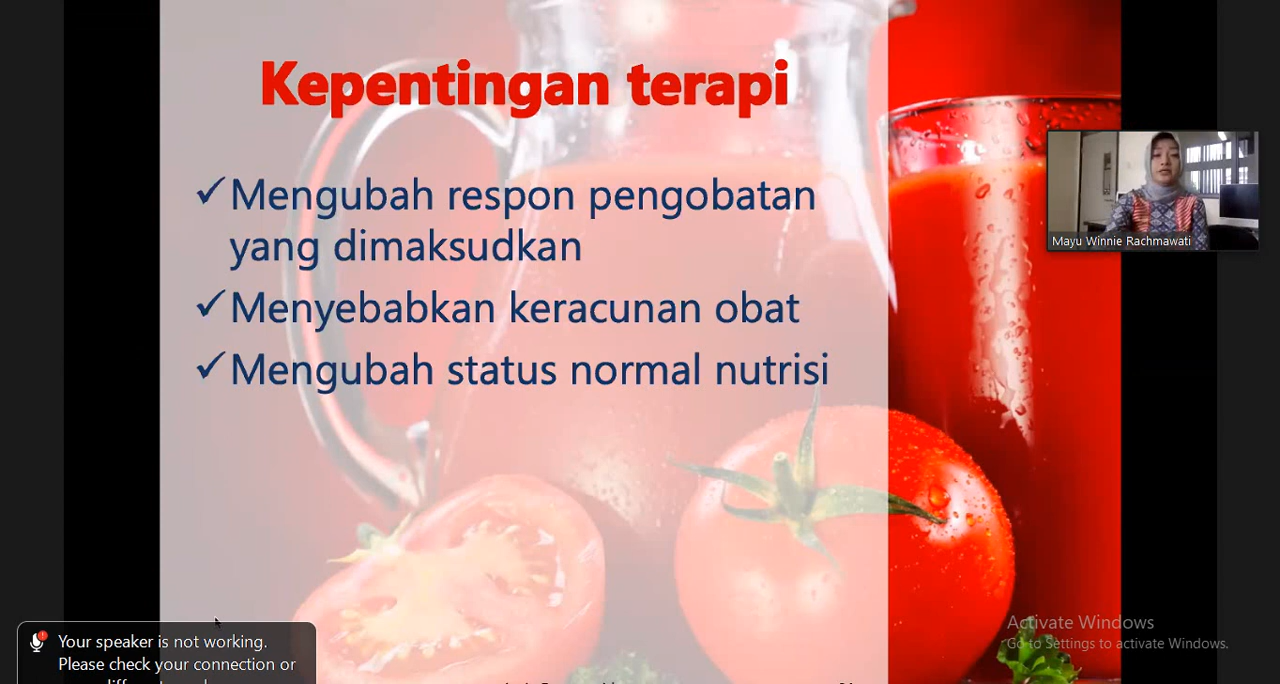 Kepentingan terapi
✓Mengubah respon pengobatan
yang dimaksudkan
✓Menyebabkan keracunan obat
✓Mengubah status normal nutrisi
Mayu Winnie Rachmawati
Your speaker is not working.
Please check your connection or
Activate Windows
Go to Settings to activate Windows.